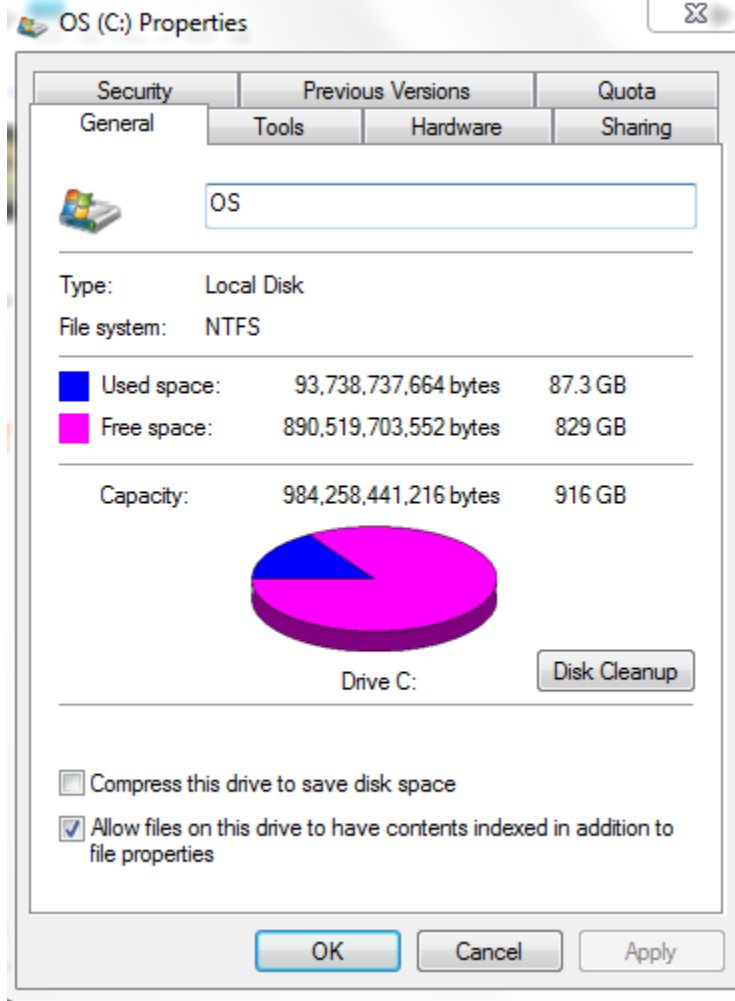 OS (C:) Properties
Security Previous Versions Quota
General Tools Hardware Sharing
OS
Type: Local Disk
File system: NTFS
Used space: 93,738,737,664 bytes 87.3 GB
Free space: 890,519,703,552 bytes 829 GB
Capacity: 984,258,441,216 bytes 916 GB
Drive C:
Disk Cleanup
Compress this drive to save disk space
Allow files on this drive to have contents indexed in addition to
file properties
OK Cancel Apply